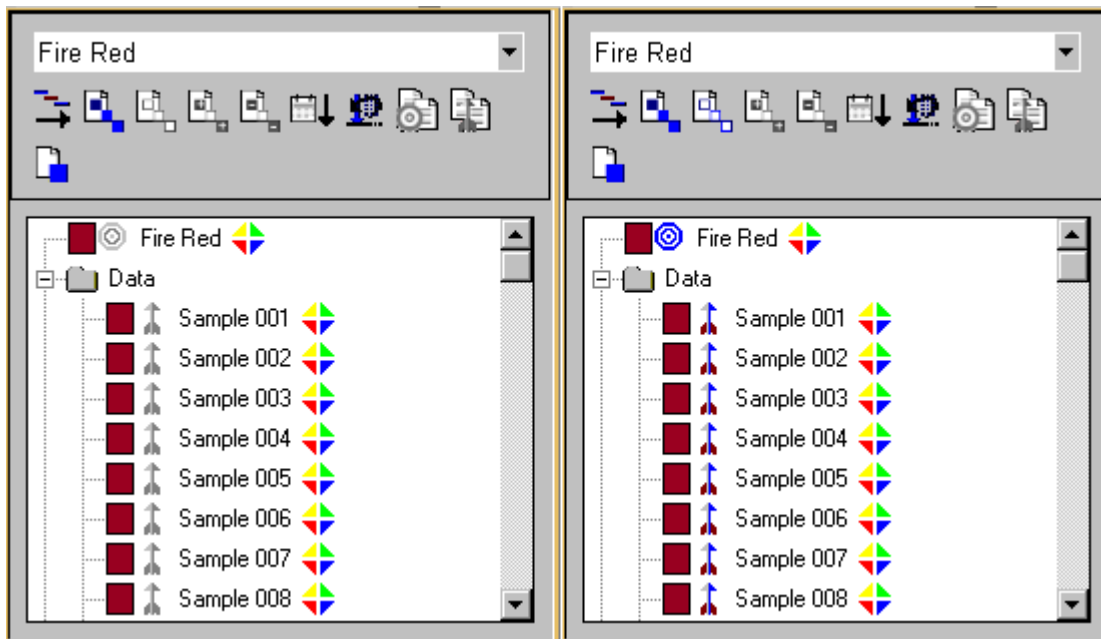 Fire Red
Fire Red
Data
Sample 001
Sample 002
Sample 003
Sample 004
Sample 005
Sample 006
Sample 007
Sample 008
Fire Red
Fire Red
Data
Sample 001
Sample 002
Sample 003
Sample 004
Sample 005
Sample 006
Sample 007
Sample 008